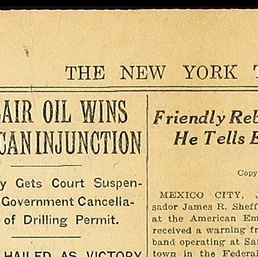 THE NEW YORK T
AIR OIL WINS
CAN INJUNCTION
y Gets Court Suspen-
Government Cancella-
of Drilling Permit.
HAILED AS VICTORY
Friendly Reb
He Tells E
Copy
MEXICO CITY, J
sador James R. Sheff
at the American Em
received a warning fr
band operating at Sa
town in the Federal